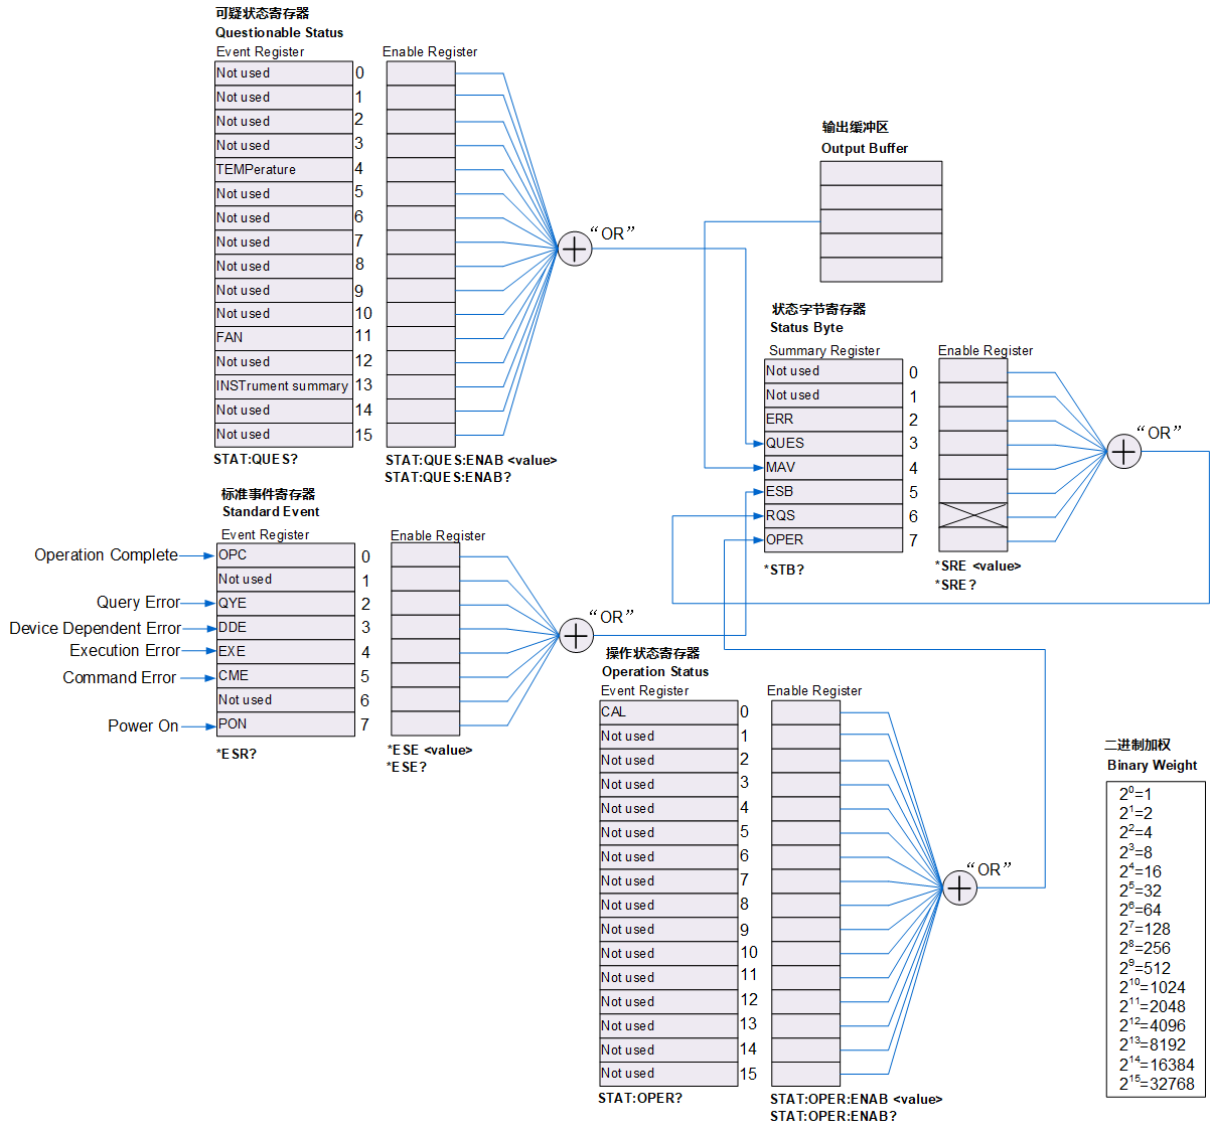 可疑状态寄存器
Questionable Status
Event Register
Enable Register
Not used 0
Not used 1
Not used 2
Not used 3
TEMPerature 4
Not used 5
Not used 6
Not used 7
Not used 8
Not used 9
Not used 10
FAN 11
Not used 12
INSTrument summary 13
Not used 14
Not used 15
STAT:QUES?
STAT:QUES:ENAB <value>
STAT:QUES:ENAB?
“OR”
输出缓冲区
Output Buffer
状态字节寄存器
Status Byte
Summary Register
Enable Register
Not used 0
Not used 1
ERR 2
QUES 3
MAV 4
ESB 5
RQS 6
OPER 7
*STB?
*SRE <value>
*SRE?
“OR”
标准事件寄存器
Standard Event
Event Register
Enable Register
Operation Complete OPC 0
Not used 1
Query Error QYE 2
Device Dependent Error DDE 3
Execution Error EXE 4
Command Error CME 5
Not used 6
Power On PON 7
*ESR?
*ESE <value>
*ESE?
“OR”
操作状态寄存器
Operation Status
Event Register
Enable Register
CAL 0
Not used 1
Not used 2
Not used 3
Not used 4
Not used 5
Not used 6
Not used 7
Not used 8
Not used 9
Not used 10
Not used 11
Not used 12
Not used 13
Not used 14
Not used 15
STAT:OPER?
STAT:OPER:ENAB <value>
STAT:OPER:ENAB?
“OR”
二进制加权
Binary Weight
2⁰=1
2¹=2
2²=4
2³=8
2⁴=16
2⁵=32
2⁶=64
2⁷=128
2⁸=256
2⁹=512
2¹⁰=1024
2¹¹=2048
2¹²=4096
2¹³=8192
2¹⁴=16384
2¹⁵=32768